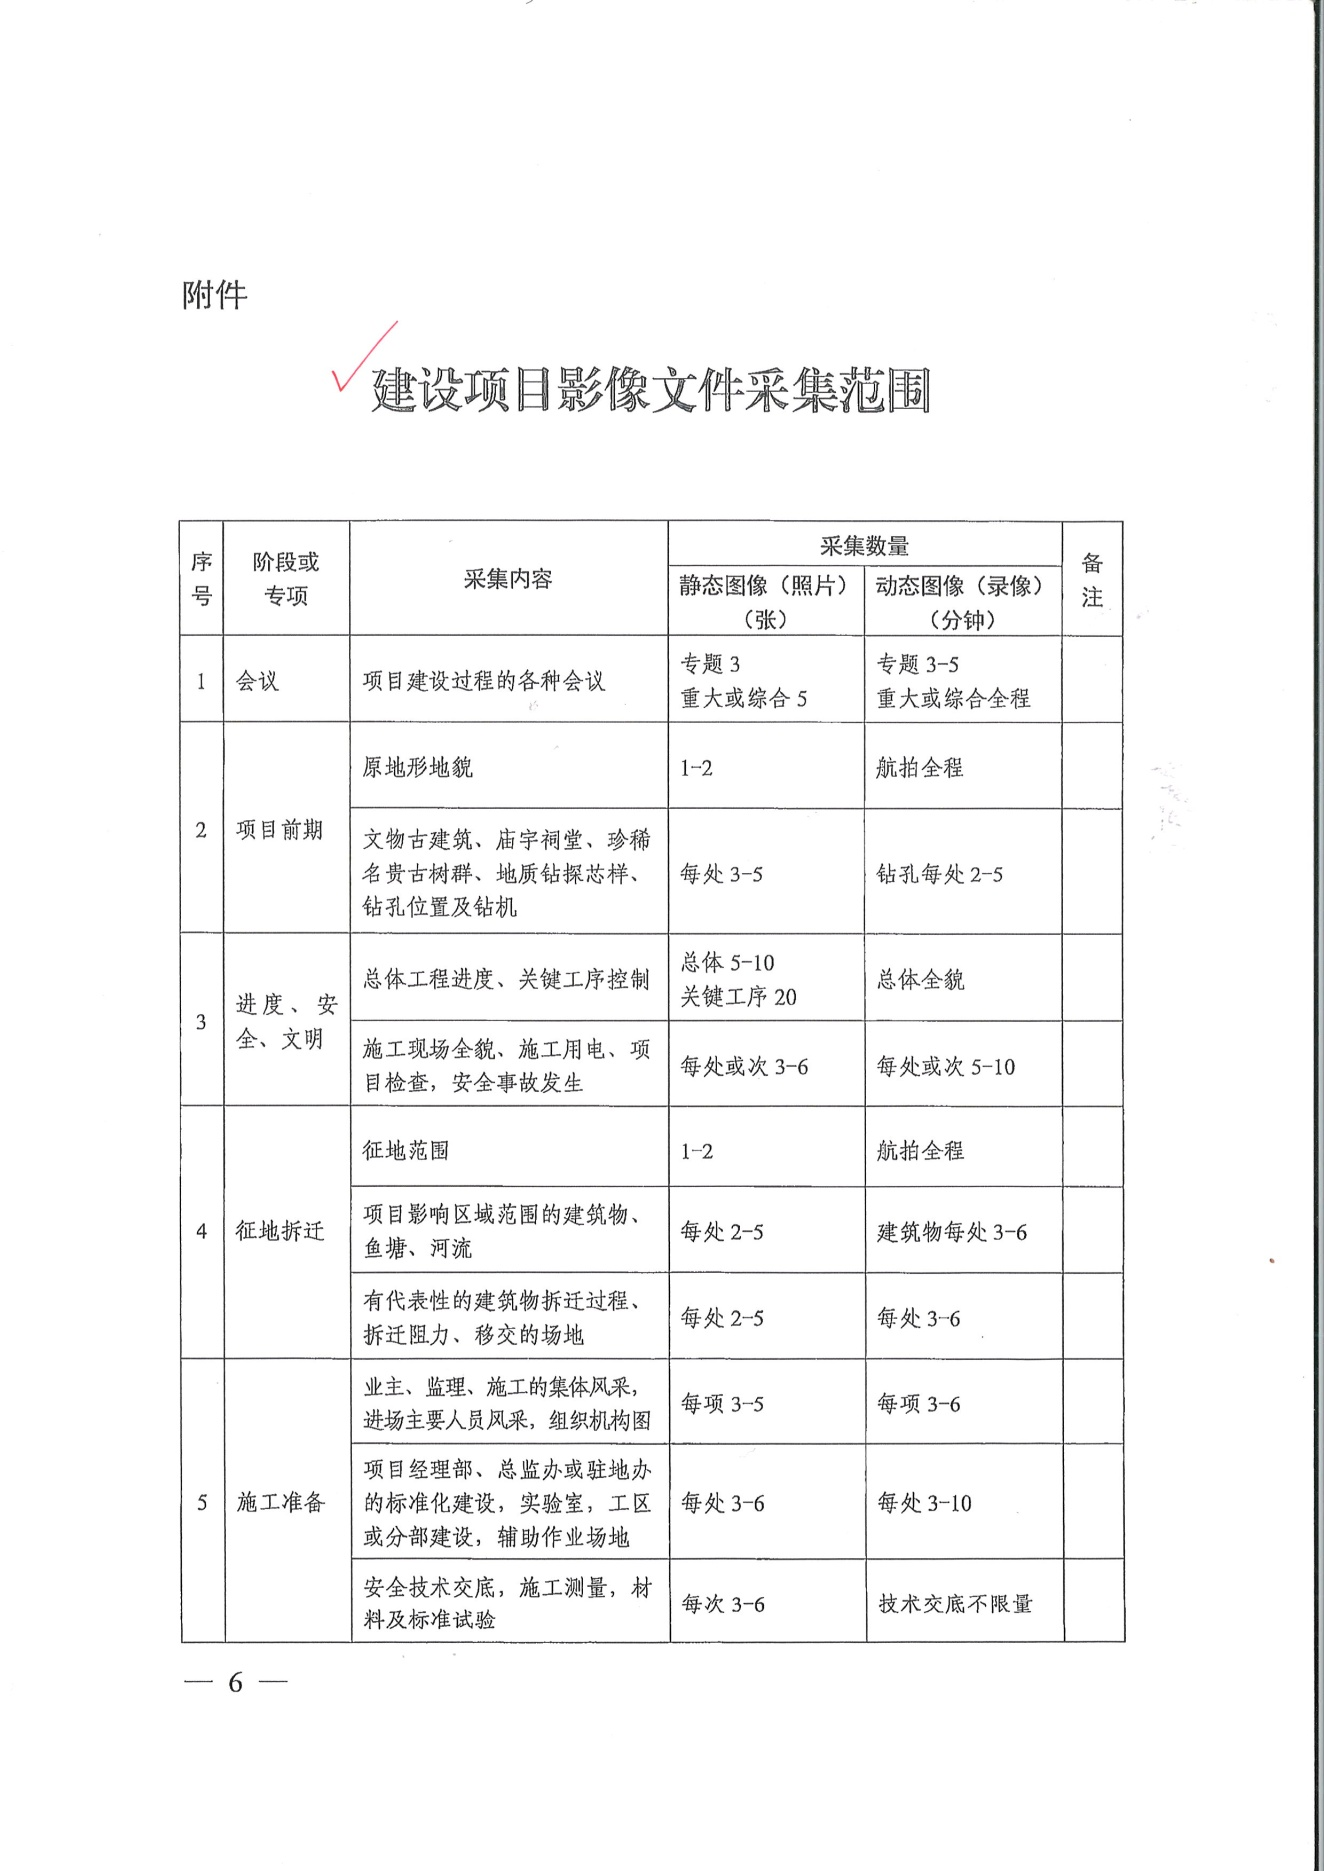 附件
建设项目影像文件采集范围
序号
阶段或
专项
采集内容
采集数量
静态图像（照片）
（张）
动态图像（录像）
（分钟）
备注
1
会议
项目建设过程的各种会议
专题 3
重大或综合 5
专题 3-5
重大或综合全程
2
项目前期
原地形地貌
1-2
航拍全程
文物古建筑、庙宇祠堂、珍稀
名贵古树群、地质钻探芯样、
钻孔位置及钻机
每处 3-5
钻孔每处 2-5
3
进度、安
全、文明
总体工程进度、关键工序控制
总体 5-10
关键工序 20
总体全貌
施工现场全貌、施工用电、项
目检查，安全事故发生
每处或次 3-6
每处或次 5-10
4
征地拆迁
征地范围
1-2
航拍全程
项目影响区域范围的建筑物、
鱼塘、河流
每处 2-5
建筑物每处 3-6
有代表性的建筑物拆迁过程、
拆迁阻力、移交的场地
每处 2-5
每处 3-6
5
施工准备
业主、监理、施工的集体风采，
进场主要人员风采，组织机构图
每项 3-5
每项 3-6
项目经理部、总监办或驻地办
的标准化建设，实验室，工区
或分部建设，辅助作业场地
每处 3-6
每处 3-10
安全技术交底，施工测量，材
料及标准试验
每次 3-6
技术交底不限量
— 6 —